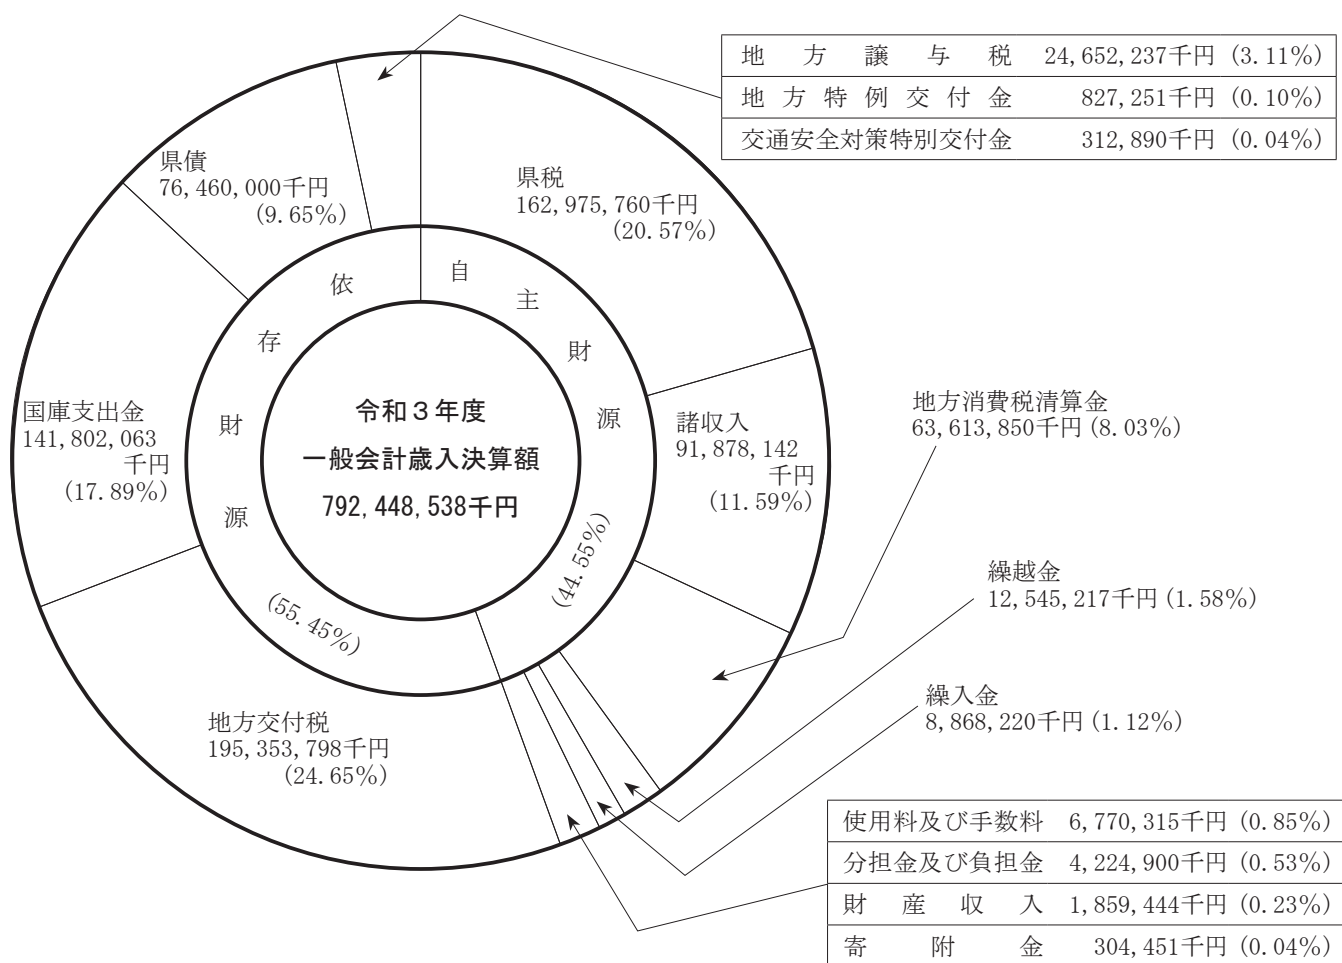 地方譲与税 24,652,237千円 (3.11%)
地方特例交付金 827,251千円 (0.10%)
交通安全対策特別交付金 312,890千円 (0.04%)
県債
76,460,000千円
(9.65%)
県税
162,975,760千円
(20.57%)
依存財源
(55.45%)
自主財源
(44.55%)
国庫支出金
141,802,063
千円
(17.89%)
令和3年度
一般会計歳入決算額
792,448,538千円
諸収入
91,878,142
千円
(11.59%)
地方消費税清算金
63,613,850千円(8.03%)
繰越金
12,545,217千円(1.58%)
繰入金
8,868,220千円(1.12%)
地方交付税
195,353,798千円
(24.65%)
使用料及び手数料 6,770,315千円 (0.85%)
分担金及び負担金 4,224,900千円 (0.53%)
財産収入 1,859,444千円 (0.23%)
寄附金 304,451千円 (0.04%)